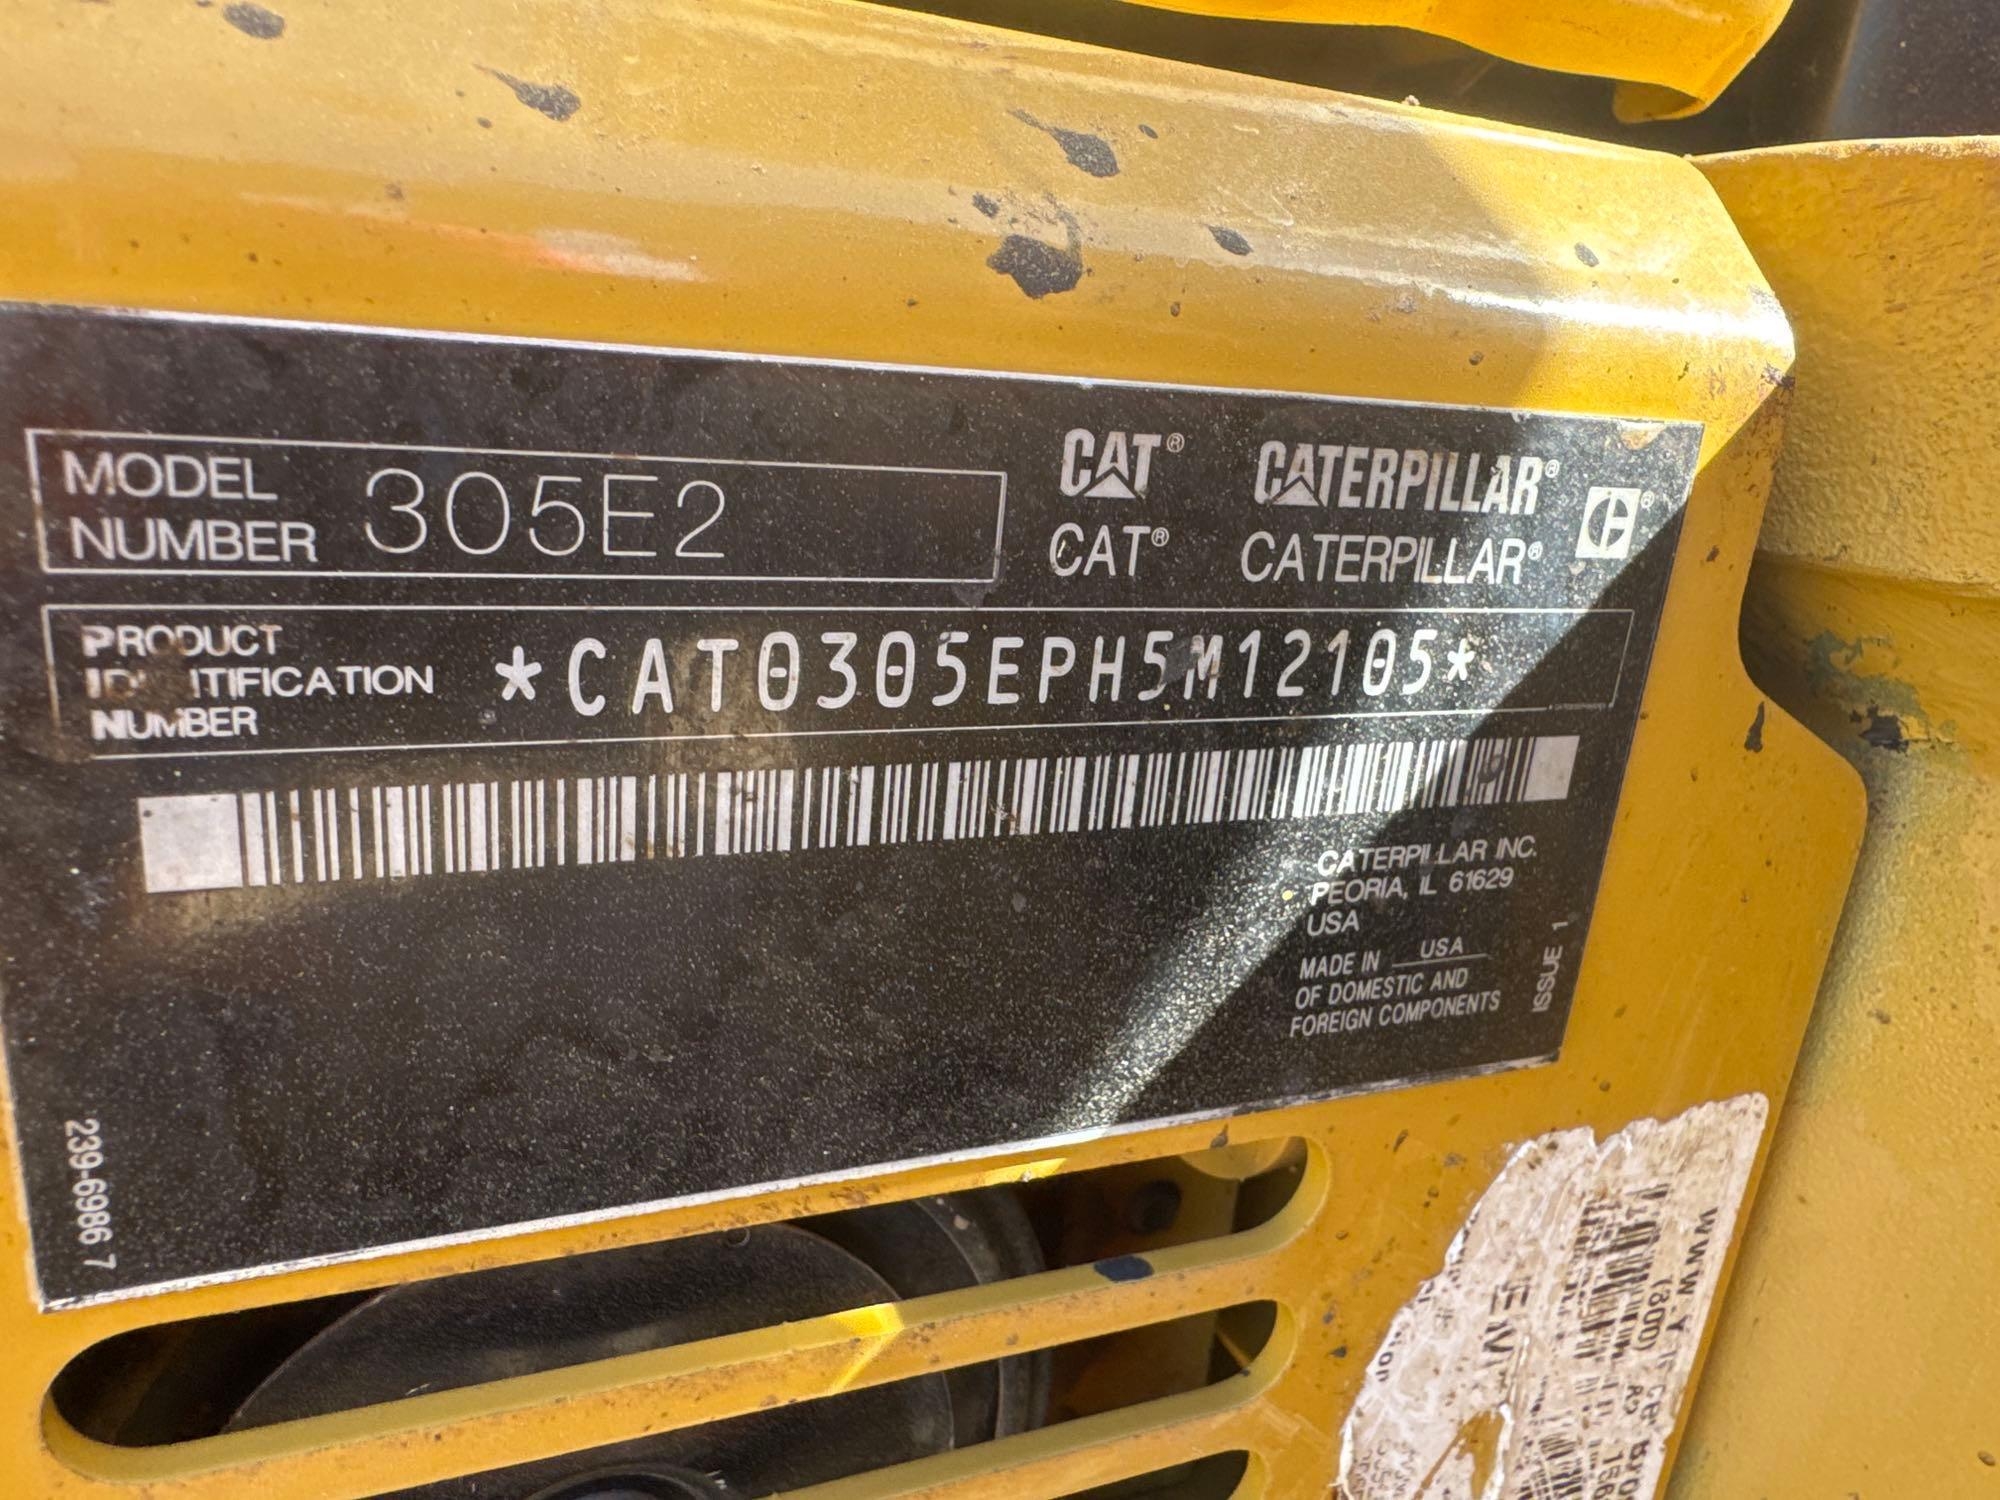 MODEL
NUMBER 305E2
CAT® CATERPILLAR®
CAT® CATERPILLAR®
PRODUCT
IDENTIFICATION
NUMBER
*CAT0305EPH5M12105*
CATERPILLAR INC.
PEORIA, IL 61629
USA
MADE IN USA
OF DOMESTIC AND
FOREIGN COMPONENTS
ISSUE 1
239-6986 7
(800)